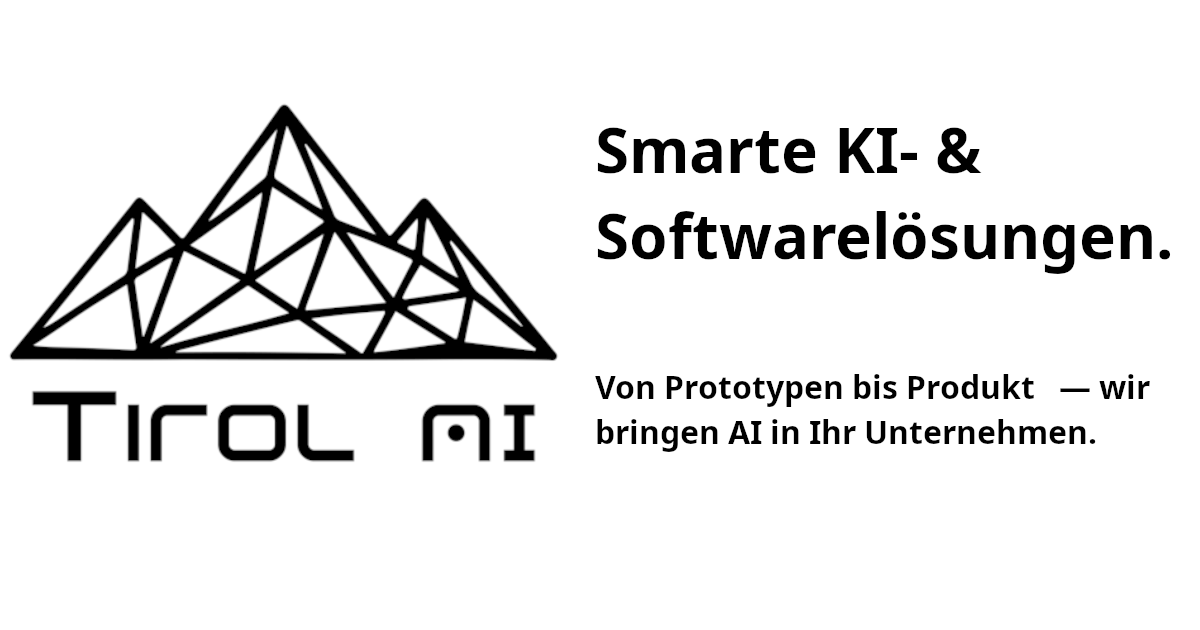 Tirol AI
Smarte KI- &
Softwarelösungen.
Von Prototypen bis Produkt — wir
bringen AI in Ihr Unternehmen.